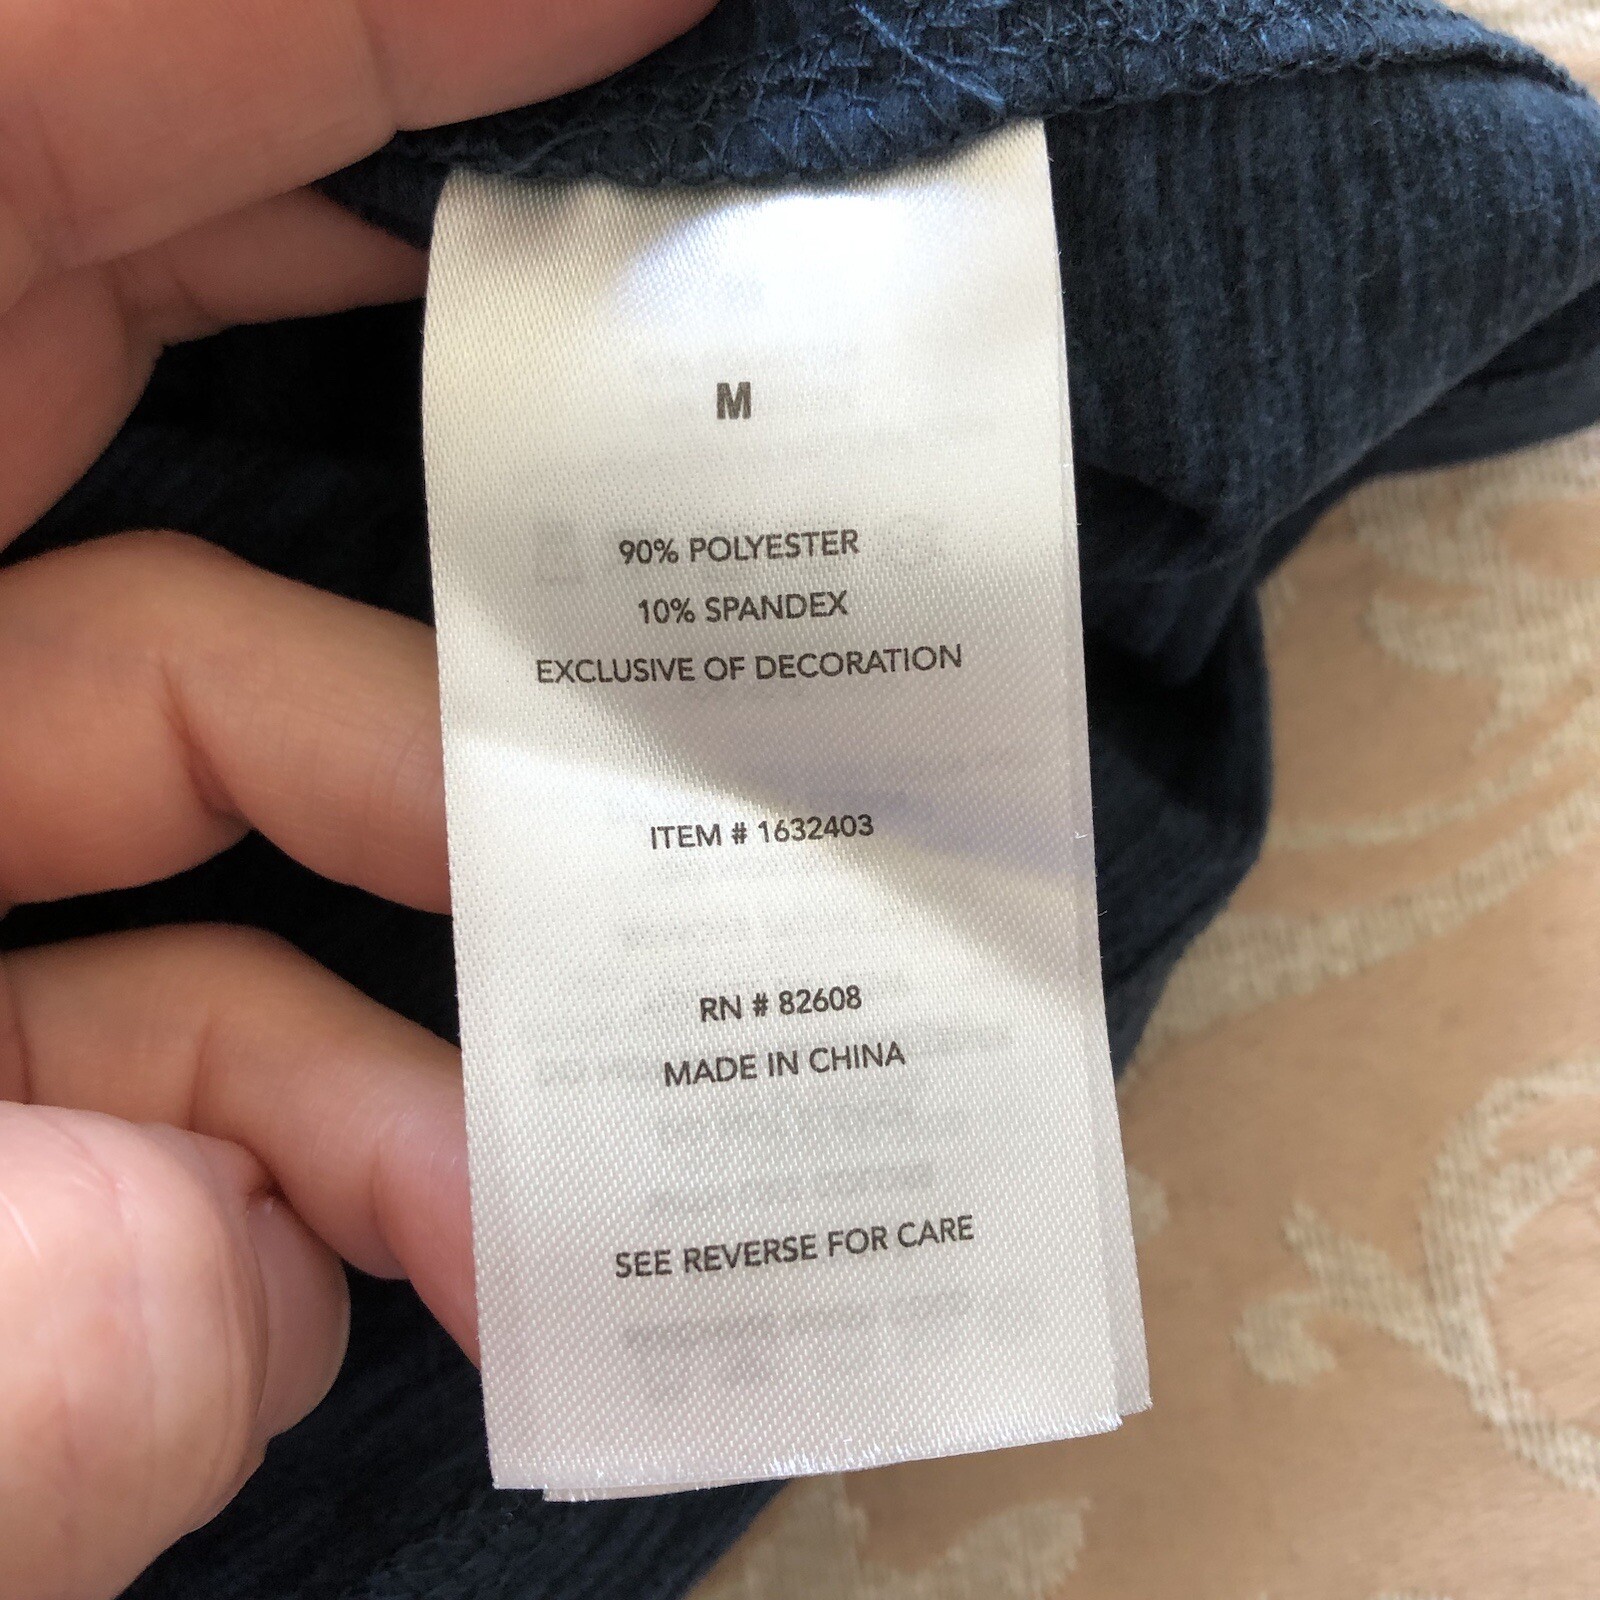 M
90% POLYESTER
10% SPANDEX
EXCLUSIVE OF DECORATION
ITEM # 1632403
RN # 82608
MADE IN CHINA
SEE REVERSE FOR CARE